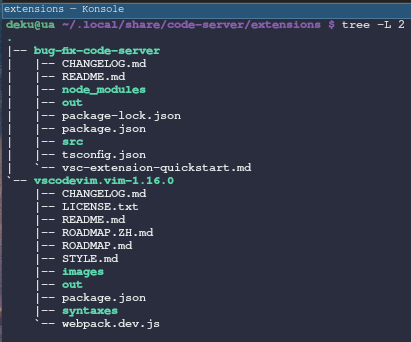 extensions — Konsole
deku@ua ~/.local/share/code-server/extensions $ tree -L 2
.
|-- bug-fix-code-server
|   |-- CHANGELOG.md
|   |-- README.md
|   |-- node_modules
|   |-- out
|   |-- package-lock.json
|   |-- package.json
|   |-- src
|   |-- tsconfig.json
|   `-- vsc-extension-quickstart.md
`-- vscodevim.vim-1.16.0
    |-- CHANGELOG.md
    |-- LICENSE.txt
    |-- README.md
    |-- ROADMAP.ZH.md
    |-- ROADMAP.md
    |-- STYLE.md
    |-- images
    |-- out
    |-- package.json
    |-- syntaxes
    `-- webpack.dev.js